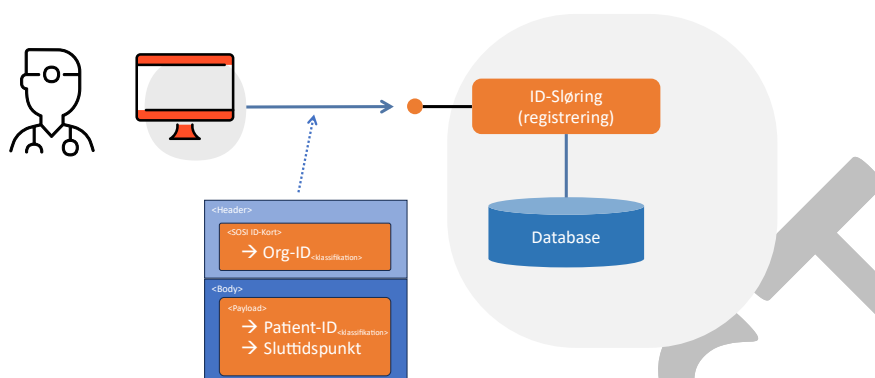 ID-Sløring
(registrering)
Database
<Header>
<SOSI ID-Kort>
→ Org-ID<klassifikation>
<Body>
<Payload>
→ Patient-ID<klassifikation>
→ Sluttidspunkt